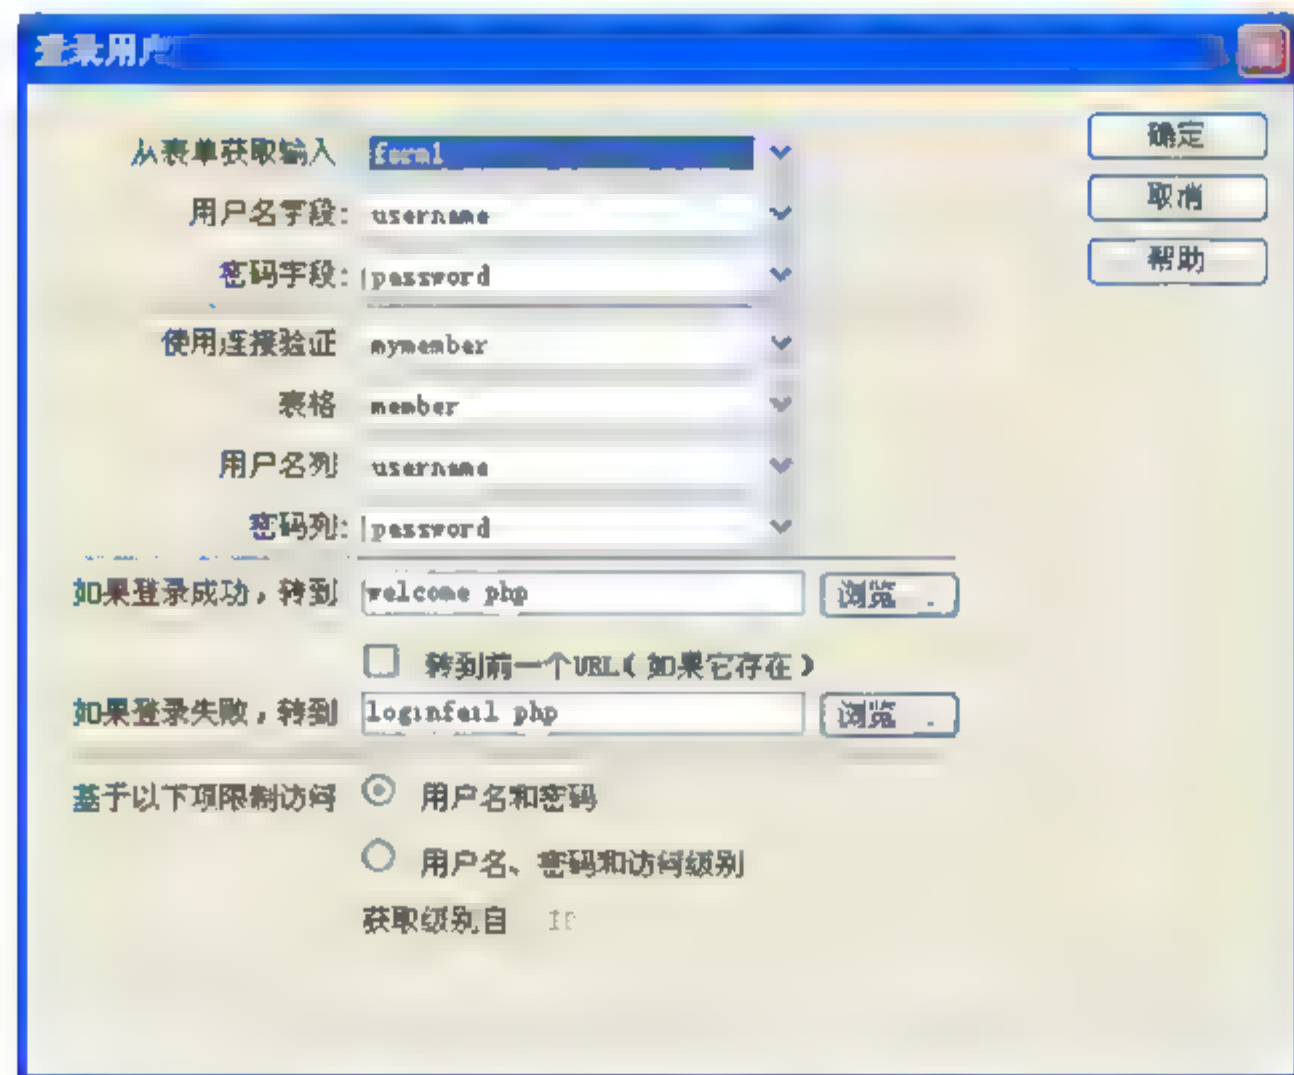 登录用户
从表单获取输入 form1
用户名字段: username
密码字段: password
使用连接验证 mymember
表格 member
用户名列 username
密码列: password
如果登录成功，转到 welcome php 浏览 .
转到前一个URL(如果它存在)
如果登录失败，转到 loginfail php 浏览 .
基于以下项限制访问 用户名和密码
用户名、密码和访问级别
获取级别自
确定
取消
帮助